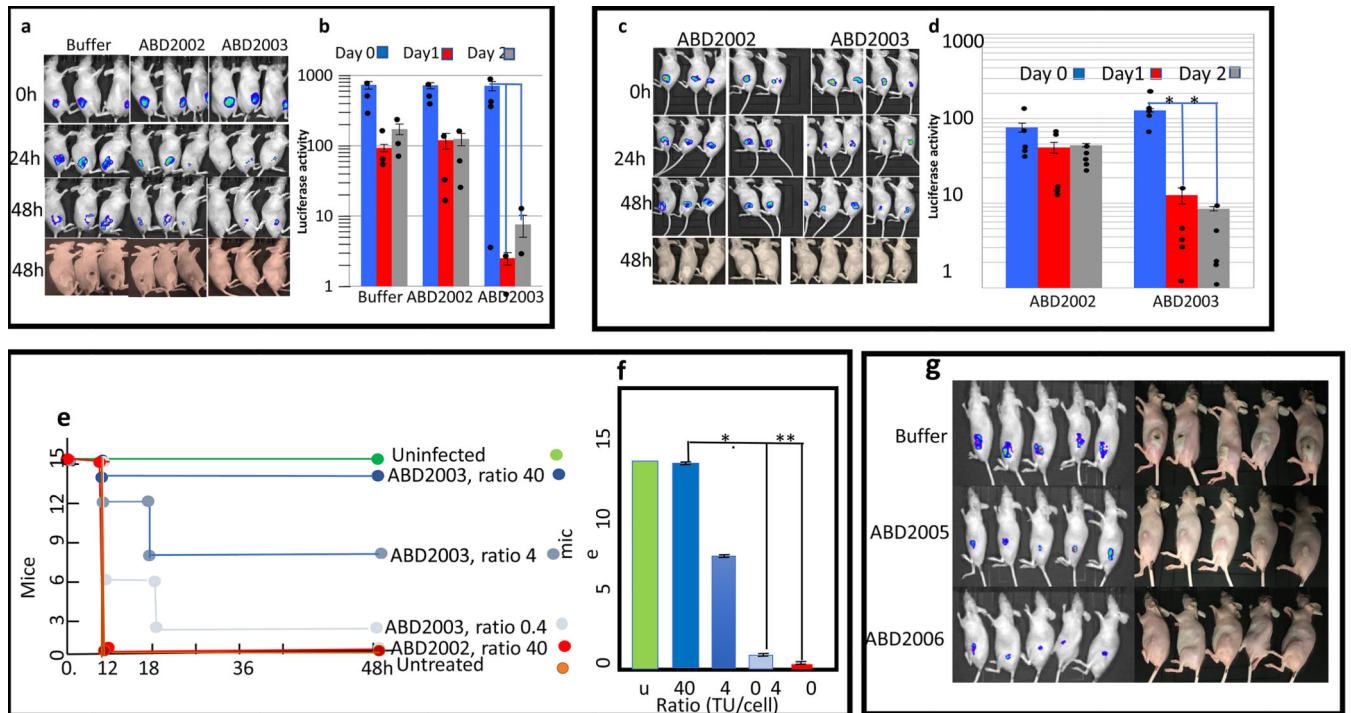 a
Buffer ABD2002 ABD2003
0h
24h
48h
48h
b
Day 0 Day1 Day 2
Luciferase activity
1000
100
10
1
Buffer ABD2002 ABD2003
c
ABD2002 ABD2003
0h
24h
48h
48h
d
Day 0 Day1 Day 2
Luciferase activity
1000
100
10
1
* *
ABD2002 ABD2003
e
Mice
15
12
9
6
3
0. 12 18 36 48h
Uninfected
ABD2003, ratio 40
ABD2003, ratio 4
ABD2003, ratio 0.4
ABD2002, ratio 40
Untreated
f
mic
e
15
10
5
0
*. **
u 40 4 0 4 0
Ratio (TU/cell)
g
Buffer
ABD2005
ABD2006